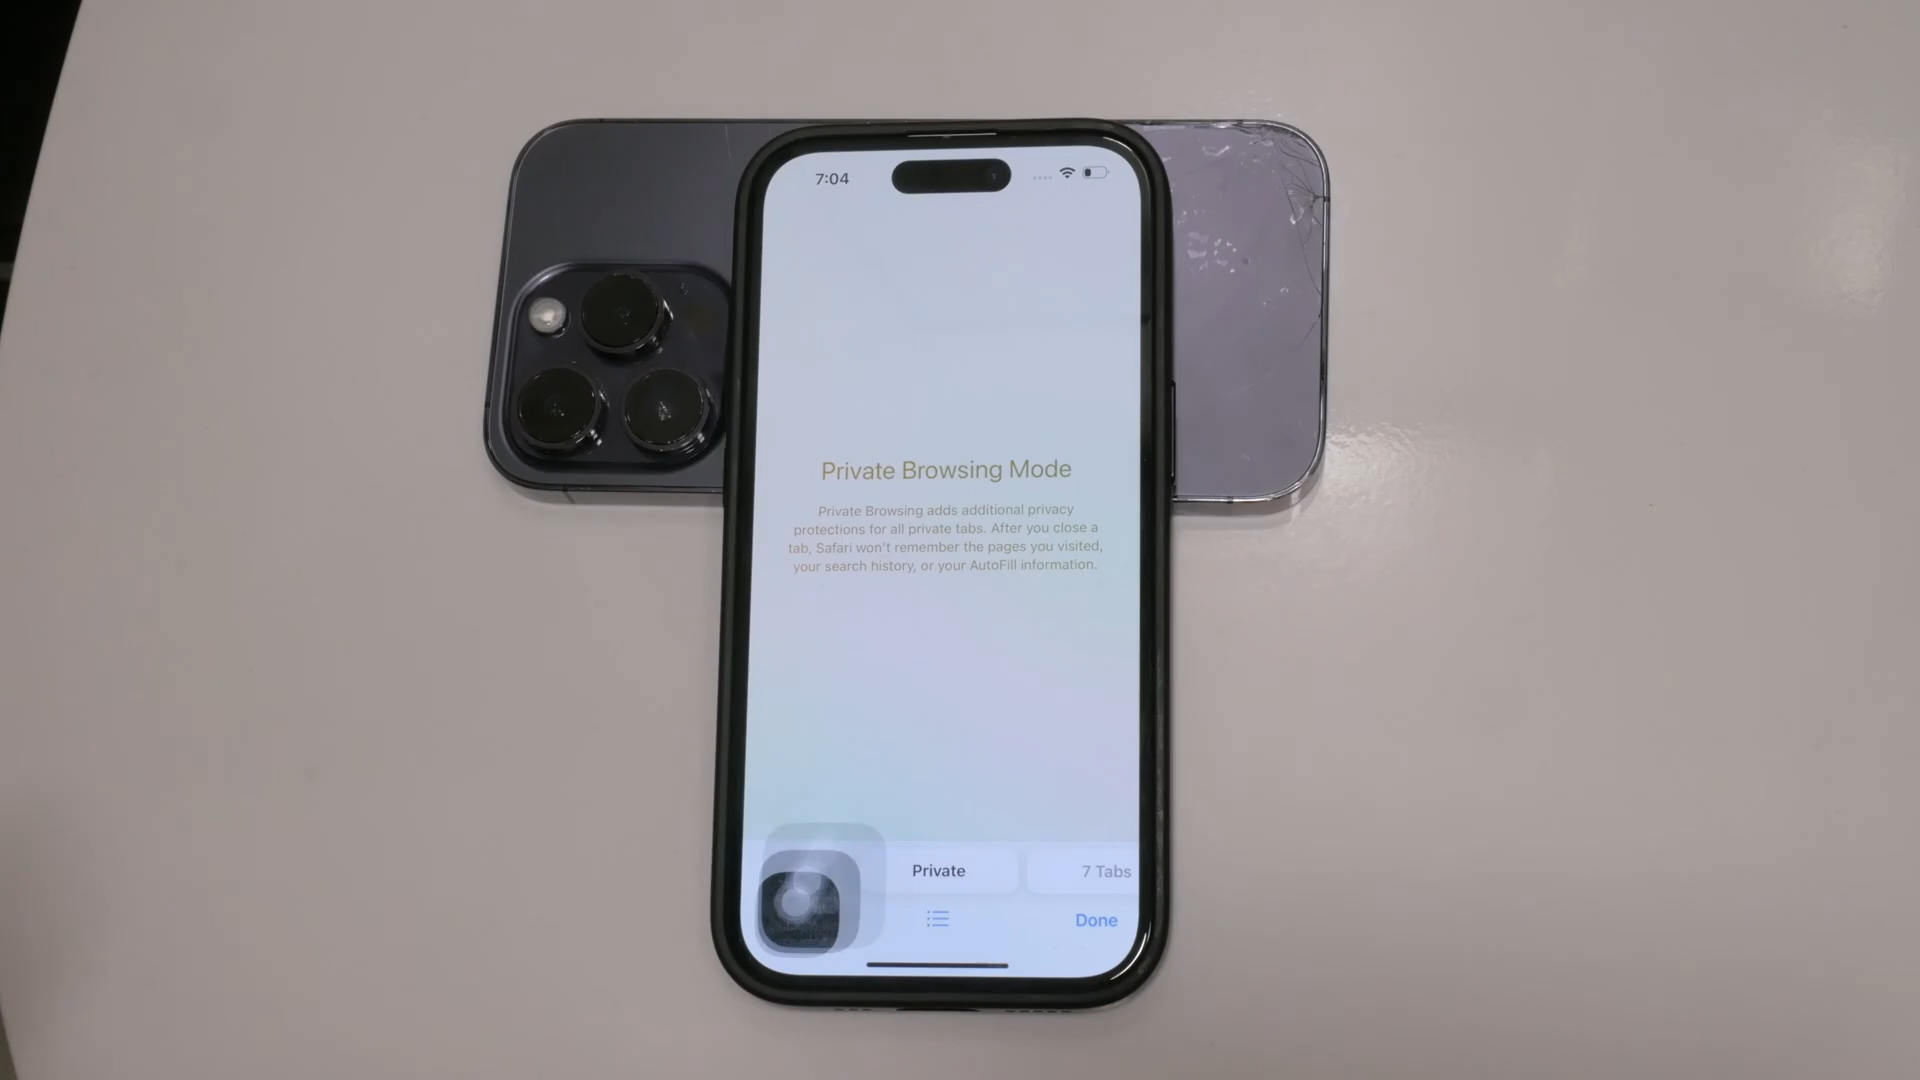 7:04
Private Browsing Mode
Private Browsing adds additional privacy
protections for all private tabs. After you close a
tab, Safari won't remember the pages you visited,
your search history, or your AutoFill information.
Private
7 Tabs
Done